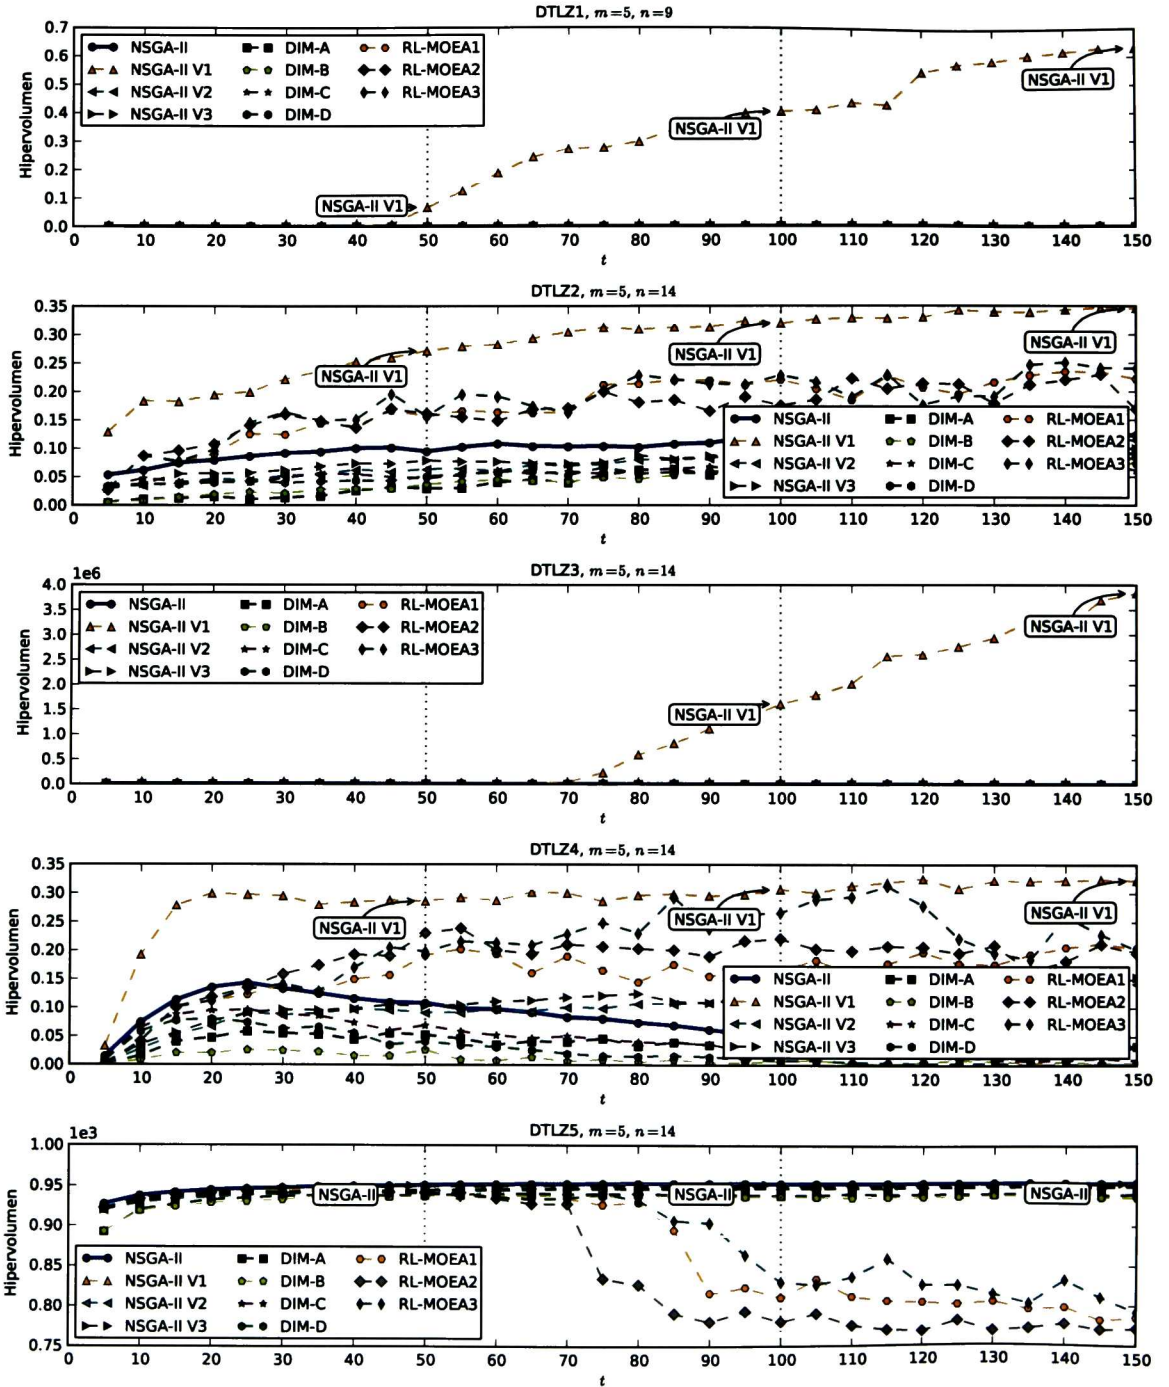 DTLZ1, m=5, n=9
0.7
0.6
0.5
0.4
0.3
0.2
0.1
0.0
Hipervolumen
NSGA-II DIM-A RL-MOEA1
NSGA-II V1 DIM-B RL-MOEA2
NSGA-II V2 DIM-C RL-MOEA3
NSGA-II V3 DIM-D
NSGA-II V1
NSGA-II V1
NSGA-II V1
0 10 20 30 40 50 60 70 80 90 100 110 120 130 140 150
t
DTLZ2, m=5, n=14
0.35
0.30
0.25
0.20
0.15
0.10
0.05
0.00
Hipervolumen
NSGA-II V1
NSGA-II V1
NSGA-II V1
NSGA-II DIM-A RL-MOEA1
NSGA-II V1 DIM-B RL-MOEA2
NSGA-II V2 DIM-C RL-MOEA3
NSGA-II V3 DIM-D
0 10 20 30 40 50 60 70 80 90 100 110 120 130 140 150
t
DTLZ3, m=5, n=14
1e6
4.0
3.5
3.0
2.5
2.0
1.5
1.0
0.5
0.0
Hipervolumen
NSGA-II DIM-A RL-MOEA1
NSGA-II V1 DIM-B RL-MOEA2
NSGA-II V2 DIM-C RL-MOEA3
NSGA-II V3 DIM-D
NSGA-II V1
NSGA-II V1
0 10 20 30 40 50 60 70 80 90 100 110 120 130 140 150
t
DTLZ4, m=5, n=14
0.35
0.30
0.25
0.20
0.15
0.10
0.05
0.00
Hipervolumen
NSGA-II V1
NSGA-II V1
NSGA-II V1
NSGA-II DIM-A RL-MOEA1
NSGA-II V1 DIM-B RL-MOEA2
NSGA-II V2 DIM-C RL-MOEA3
NSGA-II V3 DIM-D
0 10 20 30 40 50 60 70 80 90 100 110 120 130 140 150
t
DTLZ5, m=5, n=14
1e3
1.00
0.95
0.90
0.85
0.80
0.75
Hipervolumen
NSGA-II
NSGA-II
NSGA-II
NSGA-II DIM-A RL-MOEA1
NSGA-II V1 DIM-B RL-MOEA2
NSGA-II V2 DIM-C RL-MOEA3
NSGA-II V3 DIM-D
0 10 20 30 40 50 60 70 80 90 100 110 120 130 140 150
t